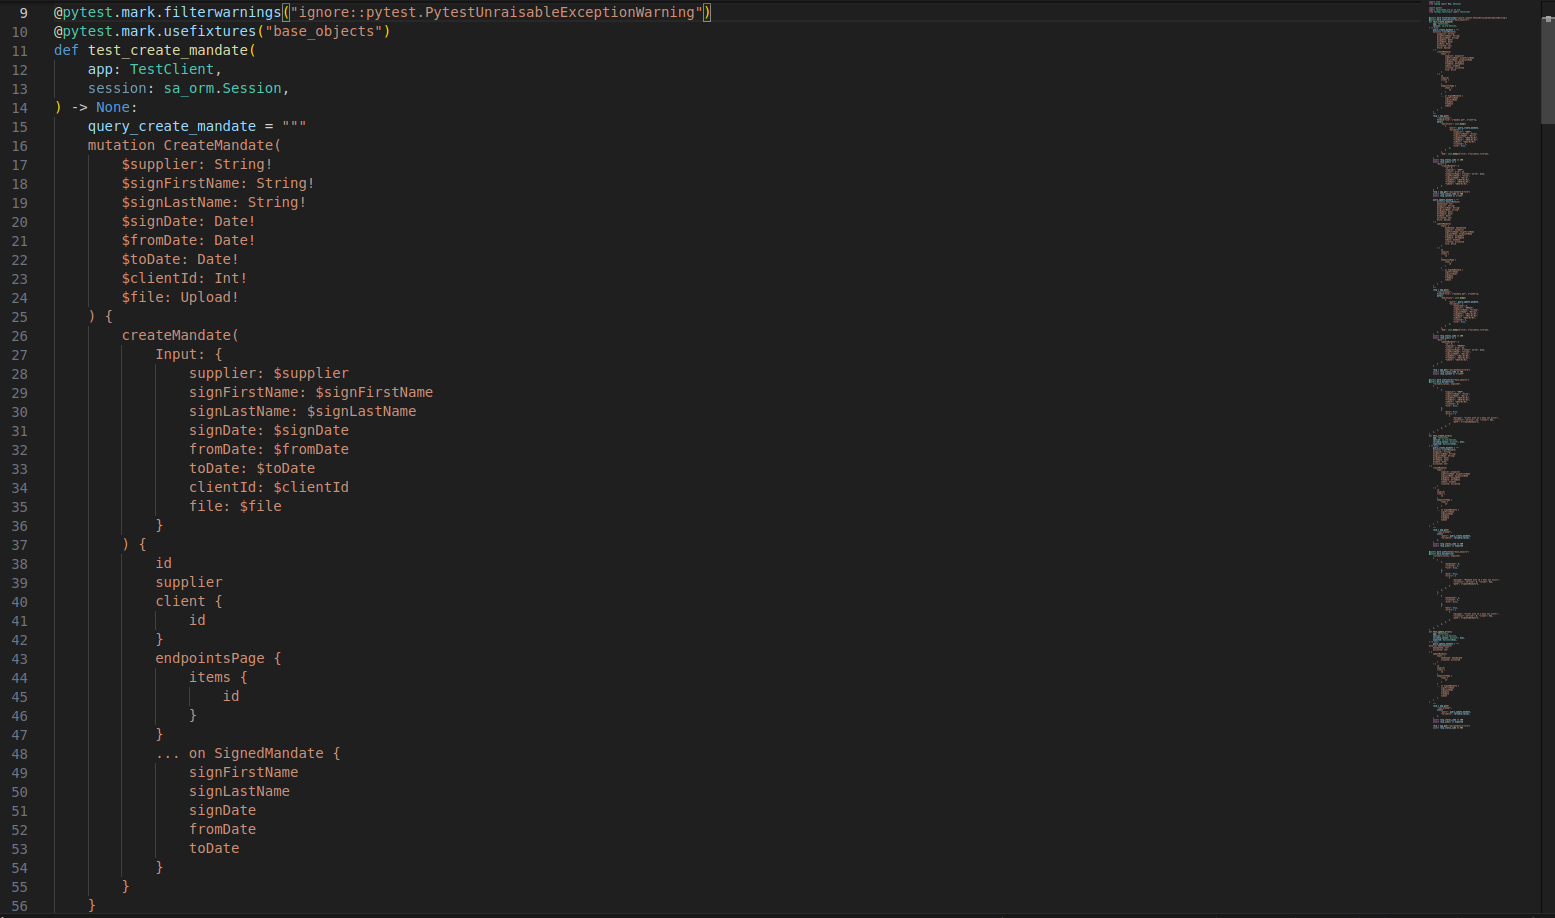 9 @pytest.mark.filterwarnings("ignore::pytest.PytestUnraisableExceptionWarning")
10 @pytest.mark.usefixtures("base_objects")
11 def test_create_mandate(
12     app: TestClient,
13     session: sa_orm.Session,
14 ) -> None:
15     query_create_mandate = """
16     mutation CreateMandate(
17         $supplier: String!
18         $signFirstName: String!
19         $signLastName: String!
20         $signDate: Date!
21         $fromDate: Date!
22         $toDate: Date!
23         $clientId: Int!
24         $file: Upload!
25     ) {
26         createMandate(
27             Input: {
28                 supplier: $supplier
29                 signFirstName: $signFirstName
30                 signLastName: $signLastName
31                 signDate: $signDate
32                 fromDate: $fromDate
33                 toDate: $toDate
34                 clientId: $clientId
35                 file: $file
36             }
37         ) {
38             id
39             supplier
40             client {
41                 id
42             }
43             endpointsPage {
44                 items {
45                     id
46                 }
47             }
48             ... on SignedMandate {
49                 signFirstName
50                 signLastName
51                 signDate
52                 fromDate
53                 toDate
54             }
55         }
56     }